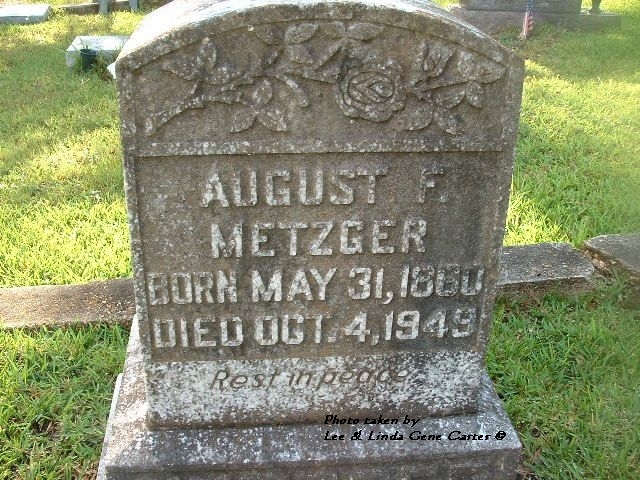 AUGUST F.
METZGER
BORN MAY 31, 1880
DIED OCT. 4, 1949
Rest in peace
Photo taken by
Lee & Linda Gene Carter ©